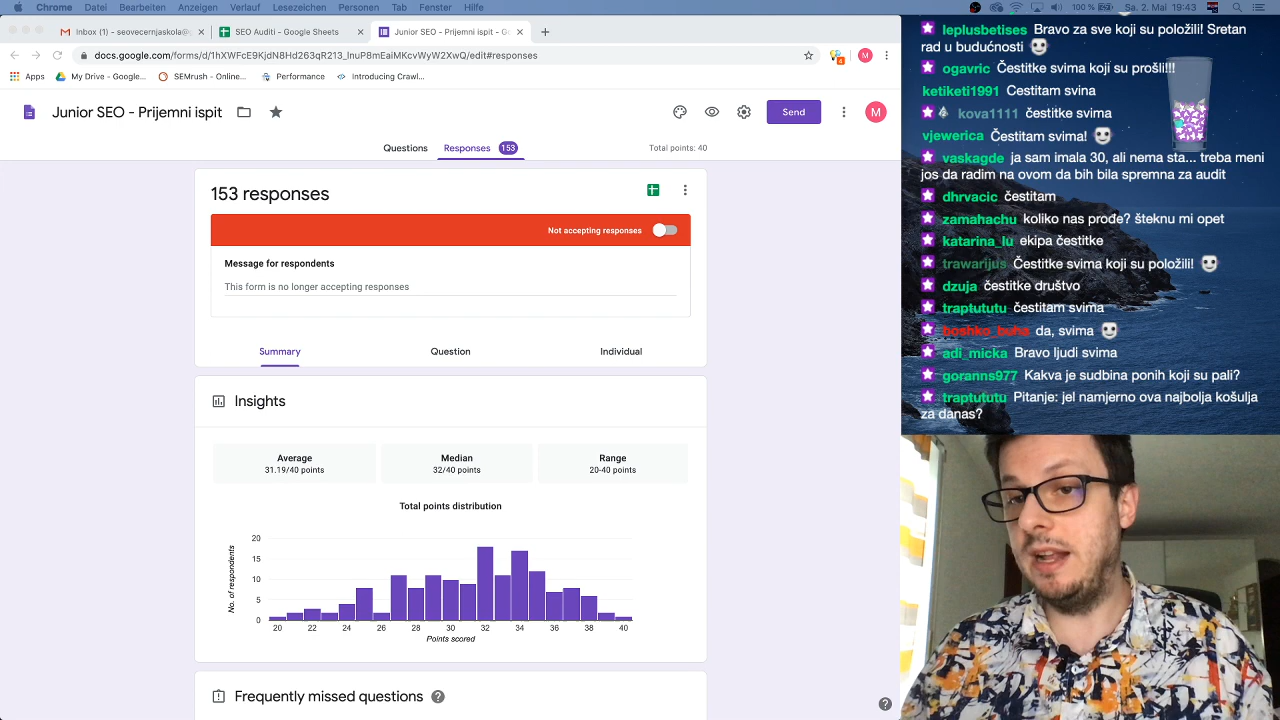 Chrome Datei Bearbeiten Anzeigen Verlauf Lesezeichen Personen Tab Fenster Hilfe
100 % Sa. 2. Mai 19:43
Inbox (1) - seovecernjaskola@
SEO Audit - Google Sheets
Junior SEO - Prijemni ispit - Go
docs.google.com/forms/d/
/edit#responses
Apps My Drive - Google... SEMrush - Online... Performance Introducing Crawl...
Junior SEO - Prijemni ispit
Send
M
Questions Responses 153
Total points: 40
153 responses
Not accepting responses
Message for respondents
This form is no longer accepting responses
Summary Question Individual
Insights
Average
31.19/40 points
Median
32/40 points
Range
20-40 points
Total points distribution
No. of respondents
20
15
10
5
0
20 22 24 26 28 30 32 34 36 38 40
Points scored
Frequently missed questions
leplusbetises Bravo za sve koji su položili! Sretan
rad u budućnosti
ogavric Čestitke svima koji su prošli!!!
ketiketi1991 Cestitam svina
kova1111 čestitke svima
vjewerica Čestitam svima!
vaskagde ja sam imala 30, ali nema sta... treba meni
jos da radim na ovom da bih bila spremna za audit
dhrvacic čestitam
zamahachu koliko nas prođe? šteknu mi opet
katarina_lu ekipa čestitke
trawarijus Čestitke svima koji su položili!
dzuja čestitke društvo
traptututu čestitam svima
boshko_buha da, svima
adi_micka Bravo ljudi svima
goranns977 Kakva je sudbina ponih koji su pali?
traptututu Pitanje: jel namjerno ova najbolja košulja
za danas?